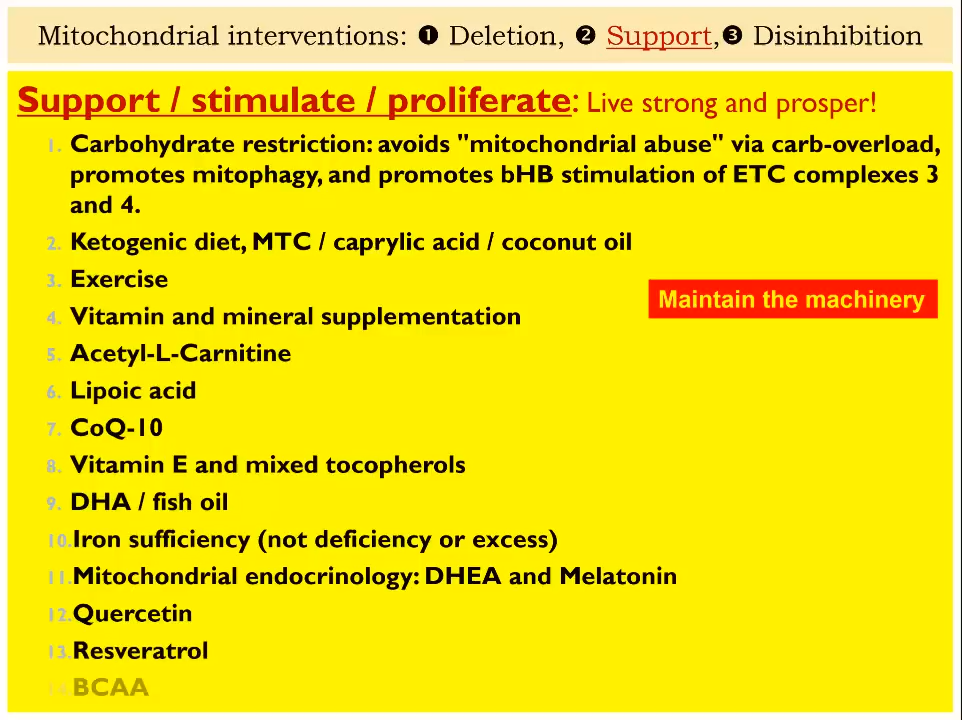 Mitochondrial interventions: ❶ Deletion, ❷ Support,❸ Disinhibition
Support / stimulate / proliferate: Live strong and prosper!
1. Carbohydrate restriction: avoids "mitochondrial abuse" via carb-overload,
promotes mitophagy, and promotes bHB stimulation of ETC complexes 3
and 4.
2. Ketogenic diet, MTC / caprylic acid / coconut oil
3. Exercise
Maintain the machinery
4. Vitamin and mineral supplementation
5. Acetyl-L-Carnitine
6. Lipoic acid
7. CoQ-10
8. Vitamin E and mixed tocopherols
9. DHA / fish oil
10. Iron sufficiency (not deficiency or excess)
11. Mitochondrial endocrinology: DHEA and Melatonin
12. Quercetin
13. Resveratrol
14. BCAA